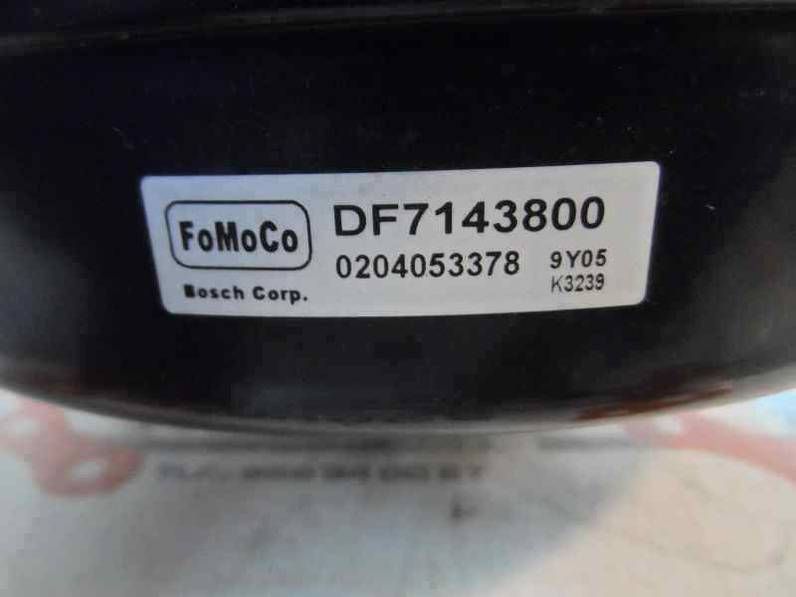 FoMoCo
DF7143800
0204053378 9Y05
K3239
Bosch Corp.